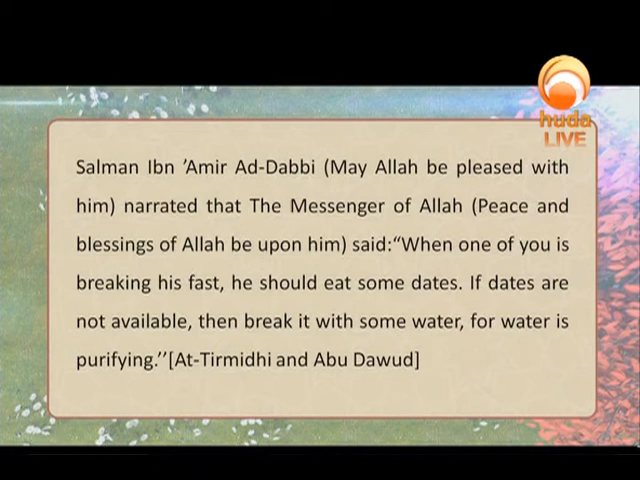 huda
LIVE
Salman Ibn ’Amir Ad-Dabbi (May Allah be pleased with
him) narrated that The Messenger of Allah (Peace and
blessings of Allah be upon him) said:“When one of you is
breaking his fast, he should eat some dates. If dates are
not available, then break it with some water, for water is
purifying.’’[At-Tirmidhi and Abu Dawud]